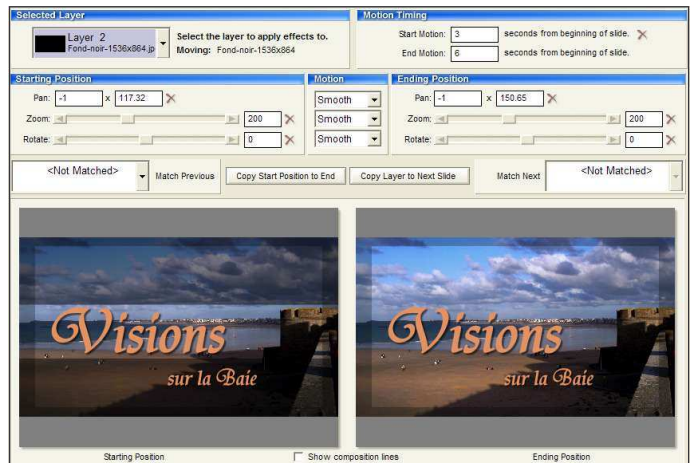 Selected Layer
Motion Timing
Layer 2
Fond-noir-1536x864.jp
Select the layer to apply effects to.
Moving: Fond-noir-1536x864
Start Motion: 3 seconds from beginning of slide.
End Motion: 6 seconds from beginning of slide.
Starting Position
Motion
Ending Position
Pan: -1 x 117.32
Smooth
Pan: -1 x 150.65
Zoom: 200
Smooth
Zoom: 200
Rotate: 0
Smooth
Rotate: 0
<Not Matched>
Match Previous
Copy Start Position to End
Copy Layer to Next Slide
Match Next
<Not Matched>
Visions
sur la Baie
Visions
sur la Baie
Starting Position
Show composition lines
Ending Position